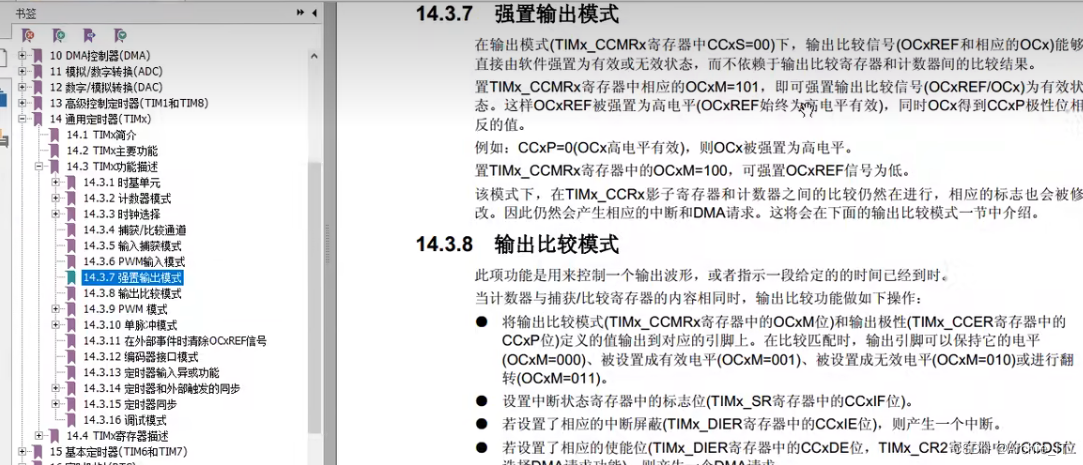 书签
10 DMA控制器(DMA)
11 模拟/数字转换(ADC)
12 数字/模拟转换(DAC)
13 高级控制定时器(TIM1和TIM8)
14 通用定时器(TIMx)
14.1 TIMx简介
14.2 TIMx主要功能
14.3 TIMx功能描述
14.3.1 时基单元
14.3.2 计数器模式
14.3.3 时钟选择
14.3.4 捕获/比较通道
14.3.5 输入捕获模式
14.3.6 PWM输入模式
14.3.7 强置输出模式
14.3.8 输出比较模式
14.3.9 PWM 模式
14.3.10 单脉冲模式
14.3.11 在外部事件时清除OCxREF信号
14.3.12 编码器接口模式
14.3.13 定时器输入异或功能
14.3.14 定时器和外部触发的同步
14.3.15 定时器同步
14.3.16 调试模式
14.4 TIMx寄存器描述
15 基本定时器(TIM6和TIM7)
14.3.7 强置输出模式
在输出模式(TIMx_CCMRx寄存器中CCxS=00)下，输出比较信号(OCxREF和相应的OCx)能够
直接由软件强置为有效或无效状态，而不依赖于输出比较寄存器和计数器间的比较结果。
置TIMx_CCMRx寄存器中相应的OCxM=101，即可强置输出比较信号(OCxREF/OCx)为有效状
态。这样OCxREF被强置为高电平(OCxREF始终为高电平有效)，同时OCx得到CCxP极性位相
反的值。
例如：CCxP=0(OCx高电平有效)，则OCx被强置为高电平。
置TIMx_CCMRx寄存器中的OCxM=100，可强置OCxREF信号为低。
该模式下，在TIMx_CCRx影子寄存器和计数器之间的比较仍然在进行，相应的标志也会被修
改。因此仍然会产生相应的中断和DMA请求。这将会在下面的输出比较模式一节中介绍。
14.3.8 输出比较模式
此项功能是用来控制一个输出波形，或者指示一段给定的的时间已经到时。
当计数器与捕获/比较寄存器的内容相同时，输出比较功能做如下操作：
● 将输出比较模式(TIMx_CCMRx寄存器中的OCxM位)和输出极性(TIMx_CCER寄存器中的
CCxP位)定义的值输出到对应的引脚上。在比较匹配时，输出引脚可以保持它的电平
(OCxM=000)、被设置成有效电平(OCxM=001)、被设置成无效电平(OCxM=010)或进行翻
转(OCxM=011)。
● 设置中断状态寄存器中的标志位(TIMx_SR寄存器中的CCxIF位)。
● 若设置了相应的中断屏蔽(TIMx_DIER寄存器中的CCxIE位)，则产生一个中断。
● 若设置了相应的使能位(TIMx_DIER寄存器中的CCxDE位，TIMx_CR2寄存器中的CCDS位
选择DMA请求功能)，则产生一个DMA请求